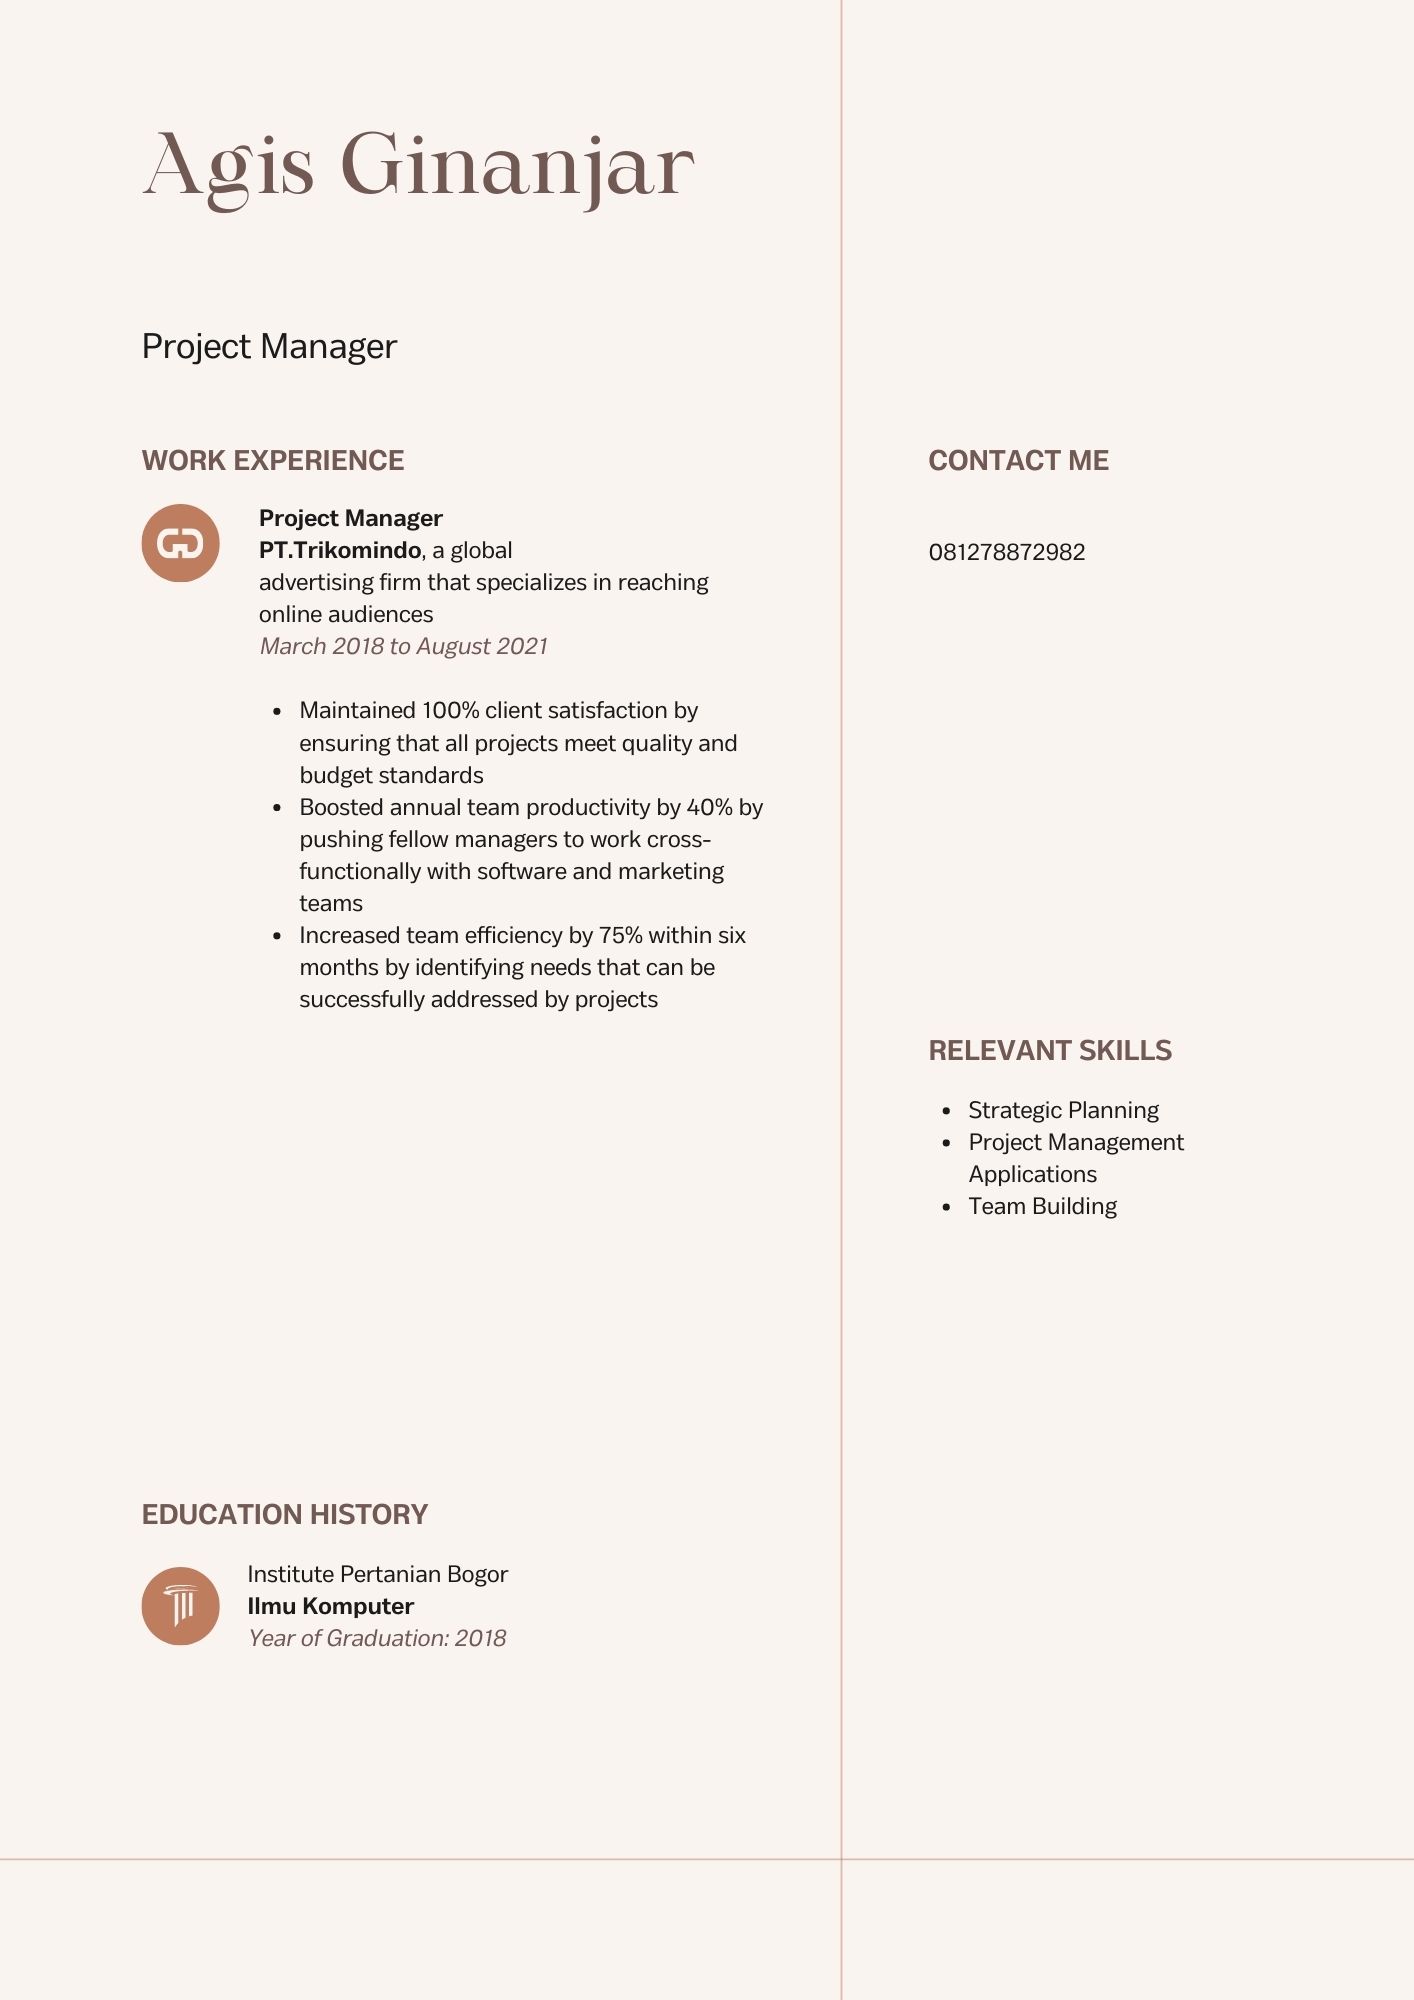 Agis Ginanjar
Project Manager
WORK EXPERIENCE
Project Manager
PT.Trikomindo, a global
advertising firm that specializes in reaching
online audiences
March 2018 to August 2021
Maintained 100% client satisfaction by
ensuring that all projects meet quality and
budget standards
Boosted annual team productivity by 40% by
pushing fellow managers to work cross-
functionally with software and marketing
teams
Increased team efficiency by 75% within six
months by identifying needs that can be
successfully addressed by projects
EDUCATION HISTORY
Institute Pertanian Bogor
Ilmu Komputer
Year of Graduation: 2018
CONTACT ME
081278872982
RELEVANT SKILLS
Strategic Planning
Project Management
Applications
Team Building